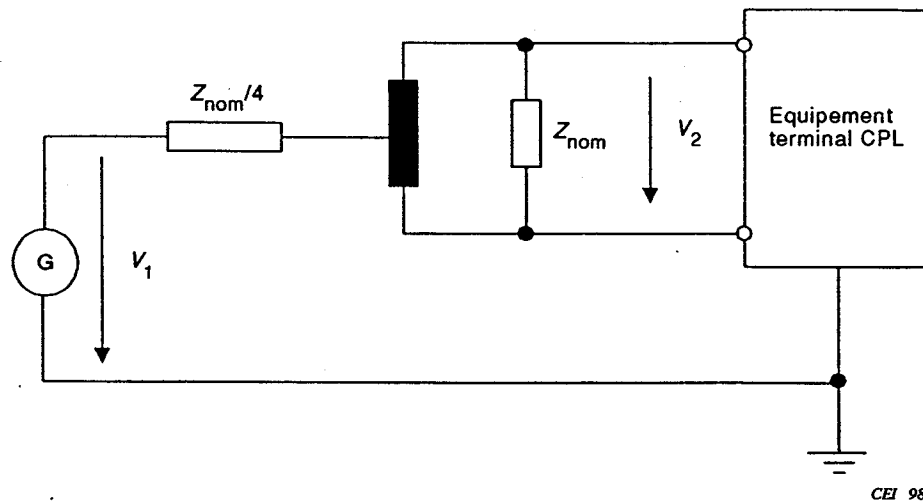 Z_nom/4
Z_nom
V_2
Equipement
terminal CPL
V_1
G
CEI 98